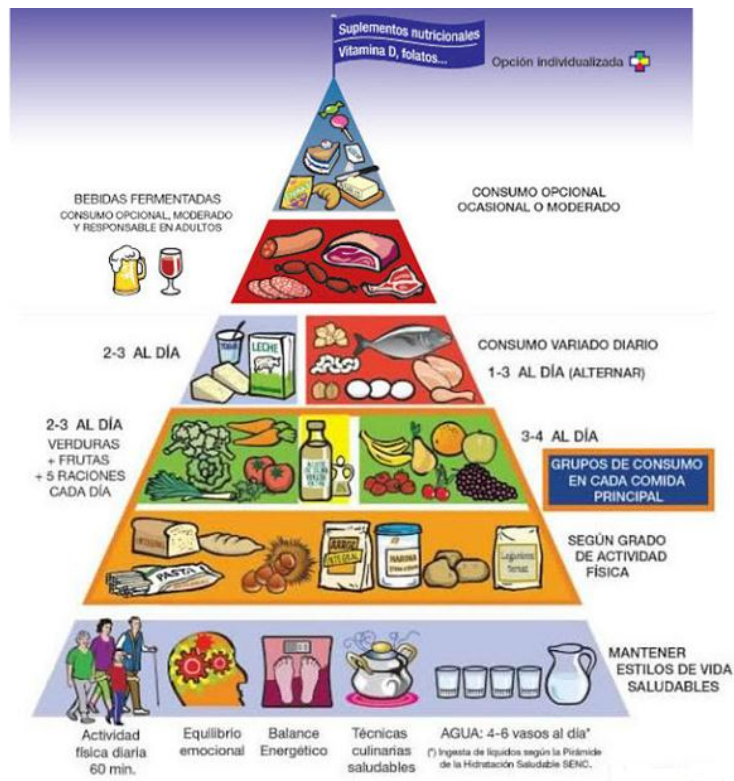 Suplementos nutricionales
Vitamina D, folatos...
Opción individualizada
BEBIDAS FERMENTADAS
CONSUMO OPCIONAL, MODERADO
Y RESPONSABLE EN ADULTOS
CONSUMO OPCIONAL
OCASIONAL O MODERADO
2-3 AL DÍA
LECHE
CONSUMO VARIADO DIARIO
1-3 AL DÍA (ALTERNAR)
2-3 AL DÍA
VERDURAS
+ FRUTAS
+ 5 RACIONES
CADA DÍA
3-4 AL DÍA
GRUPOS DE CONSUMO
EN CADA COMIDA
PRINCIPAL
PASTA
ARROZ
INTEGRAL
HARINA
SEGÚN GRADO
DE ACTIVIDAD
FÍSICA
MANTENER
ESTILOS DE VIDA
SALUDABLES
Actividad
física diaria
60 min.
Equilibrio
emocional
Balance
Energético
Técnicas
culinarias
saludables
AGUA: 4-6 vasos al día*
(*) Ingesta de líquidos según la Pirámide
de la Hidratación Saludable SENC.